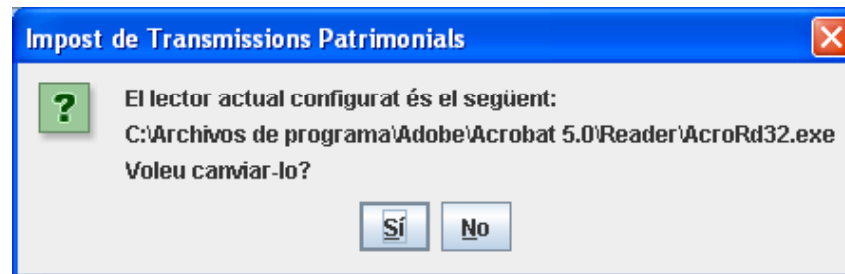 Impost de Transmissions Patrimonials
?
El lector actual configurat és el següent:
C:\Archivos de programa\Adobe\Acrobat 5.0\Reader\AcroRd32.exe
Voleu canviar-lo?
Sí No